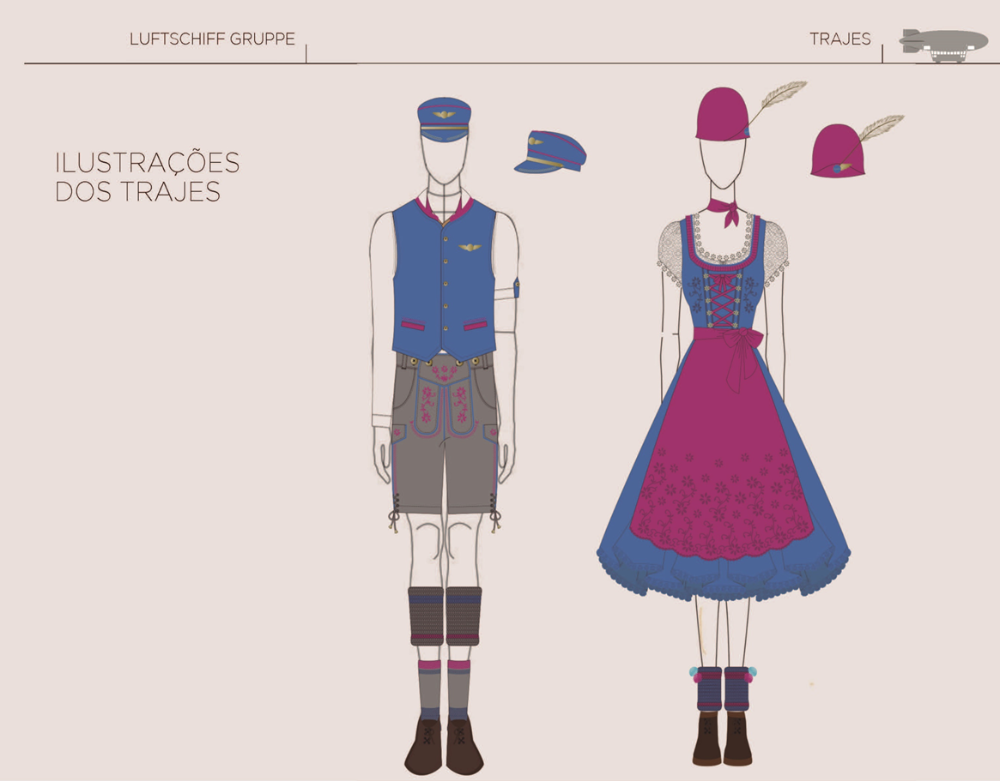 LUFTSCHIFF GRUPPE
TRAJES
ILUSTRAÇÕES
DOS TRAJES